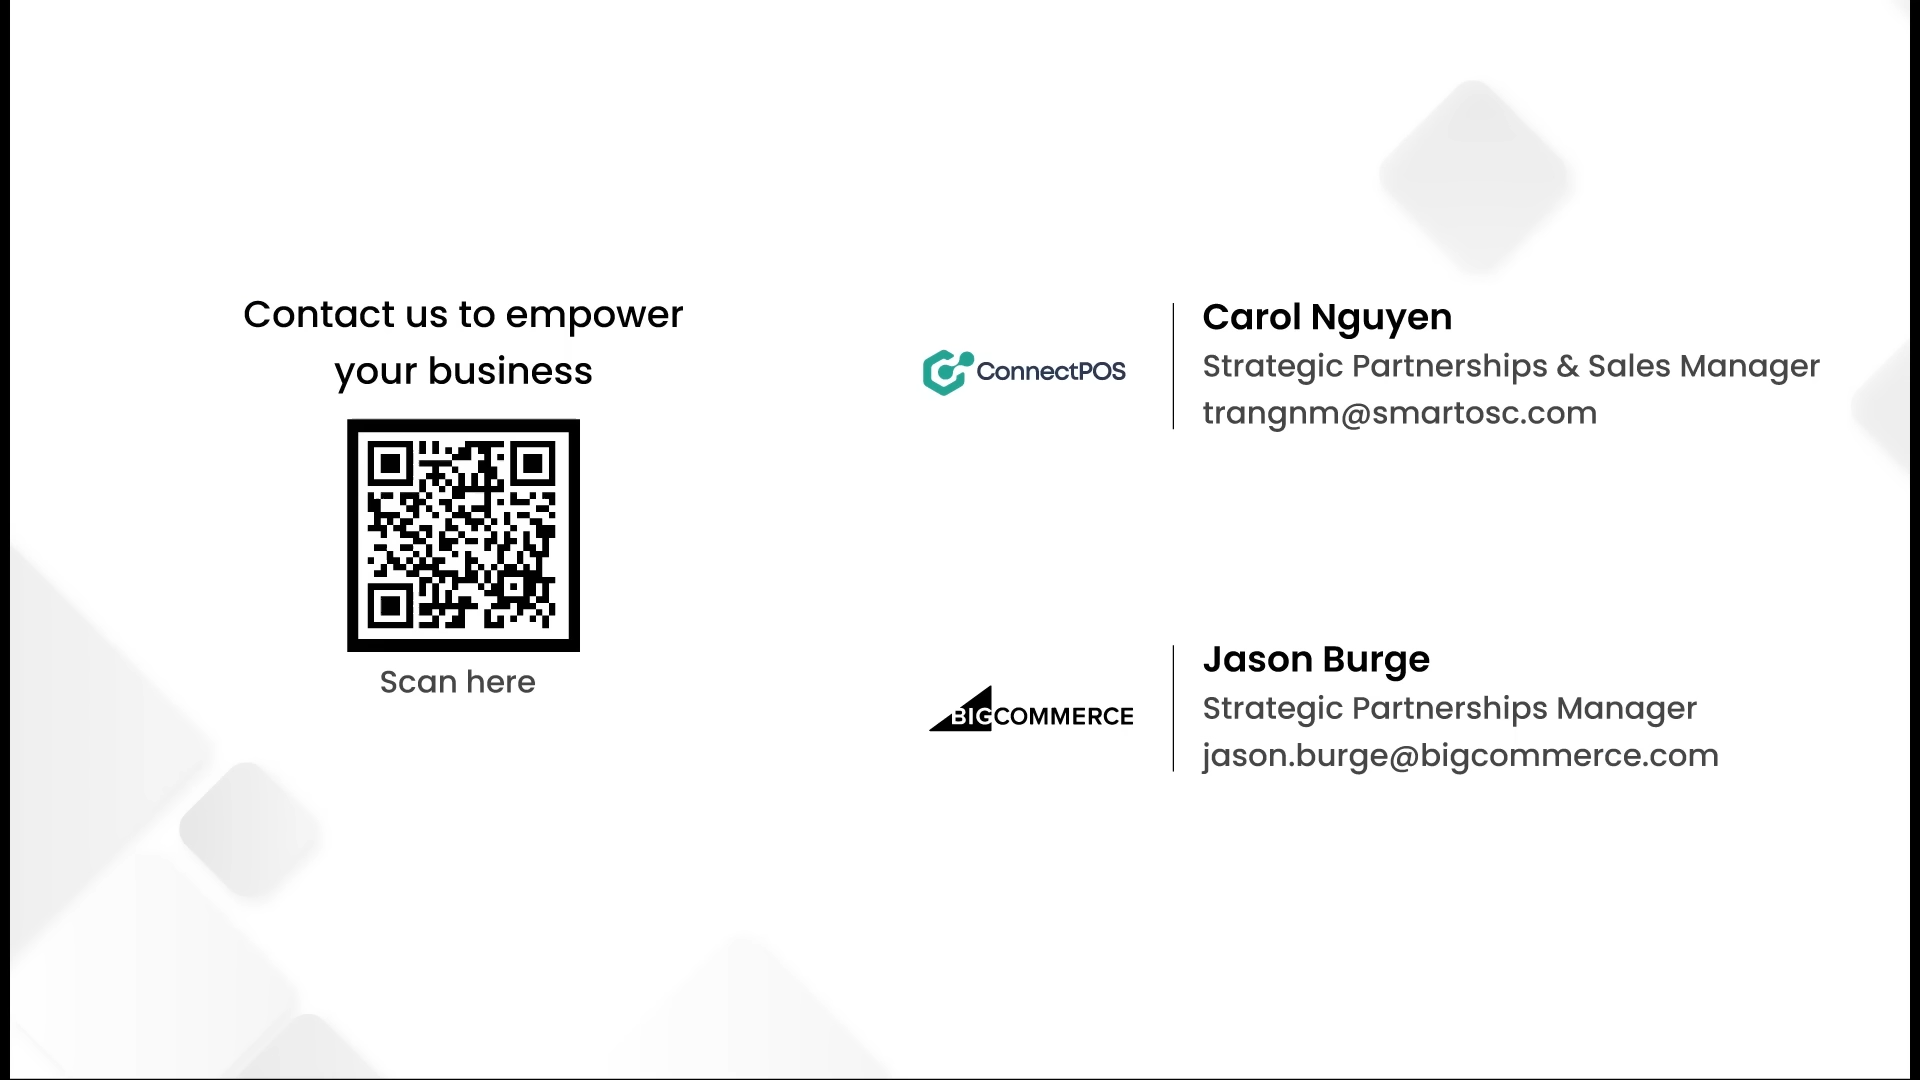 Contact us to empower
your business
Scan here
ConnectPOS
Carol Nguyen
Strategic Partnerships & Sales Manager
trangnm@smartosc.com
BIGCOMMERCE
Jason Burge
Strategic Partnerships Manager
jason.burge@bigcommerce.com